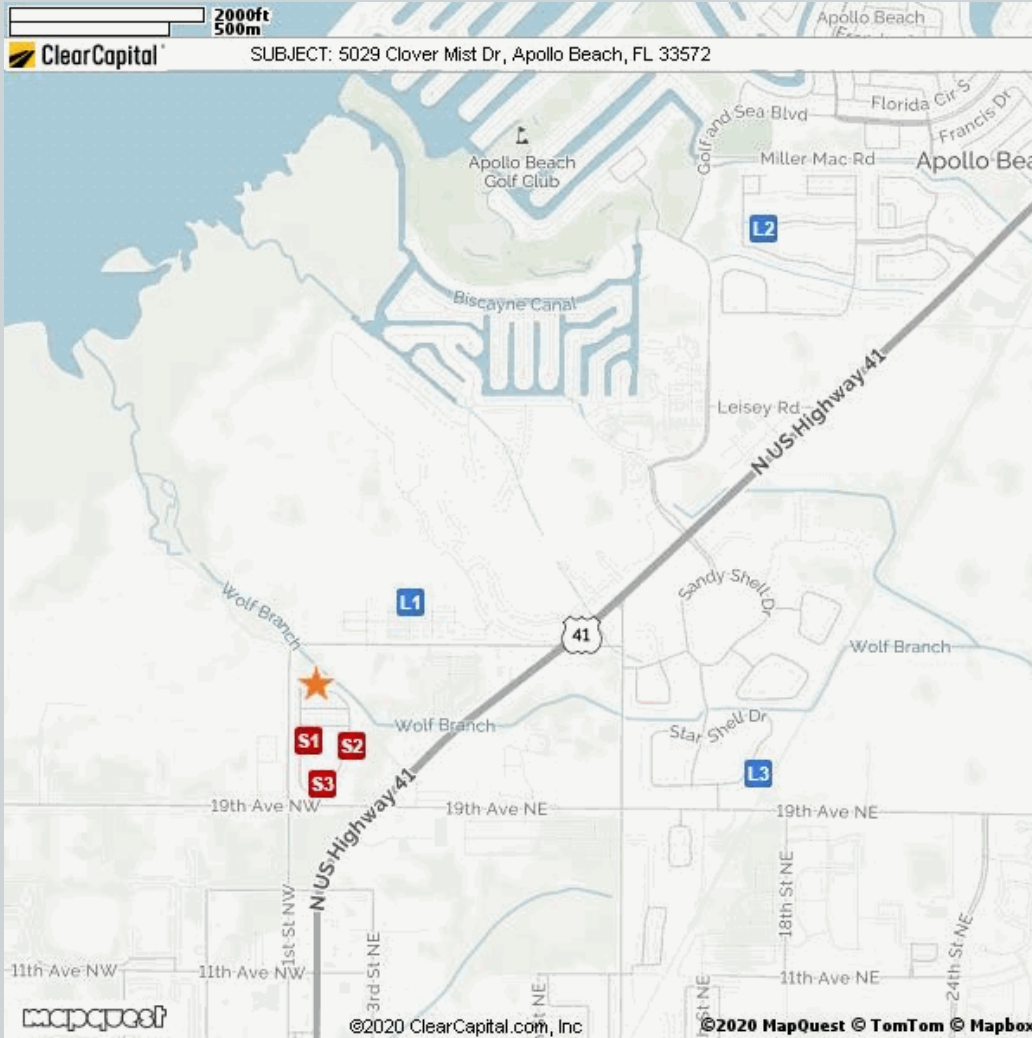 2000ft
500m
ClearCapital
SUBJECT: 5029 Clover Mist Dr, Apollo Beach, FL 33572
Apollo Beach
Florida Cir S
Golf and Sea Blvd
Francis Dr
Apollo Beach
Golf Club
Miller Mac Rd
Apollo Bea
L2
Biscayne Canal
N US Highway 41
Leisey Rd
Sandy Shell Dr
Wolf Branch
L1
41
Wolf Branch
Wolf Branch
Star Shell Dr
S1
S2
S3
L3
19th Ave NW
19th Ave NE
19th Ave NE
N US Highway 41
1st St NW
3rd St NE
18th St NE
24th St NE
11th Ave NW
11th Ave NW
11th Ave NE
St NE
St NE
mapquest
©2020 ClearCapital.com, Inc
©2020 MapQuest © TomTom © Mapbox